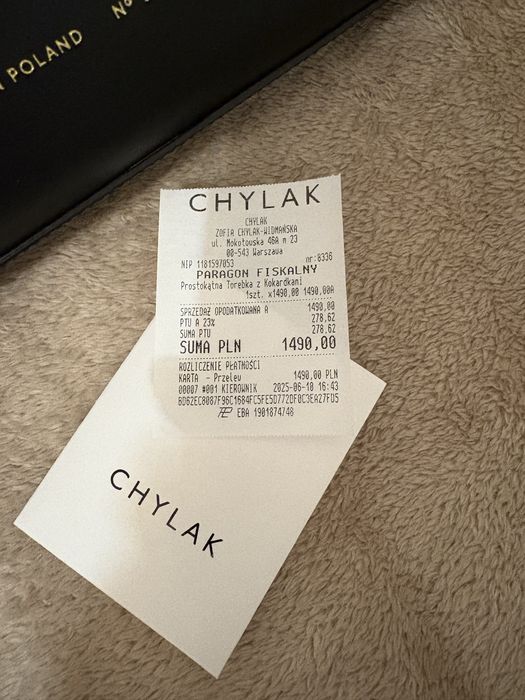 POLAND Nº
CHYLAK
CHYLAK
ZOFIA CHYLAK-WIDMAŃSKA
ul. Mokotowska 46A m 23
00-543 Warszawa
NIP 1181597053 nr:8336
PARAGON FISKALNY
Prostokątna Torebka z Kokardkami
1szt. x1490,00 1490,00A
SPRZEDAŻ OPODATKOWANA A 1490,00
PTU A 23% 278,62
SUMA PTU 278,62
SUMA PLN 1490,00
ROZLICZENIE PŁATNOŚCI
KARTA - Przelew 1490,00 PLN
00007 #001 KIEROWNIK 2025-06-10 16:43
BD62EC8087F96C1684FC5FE5D772DF0C3EA27FD5
EBA 1901874748
CHYLAK